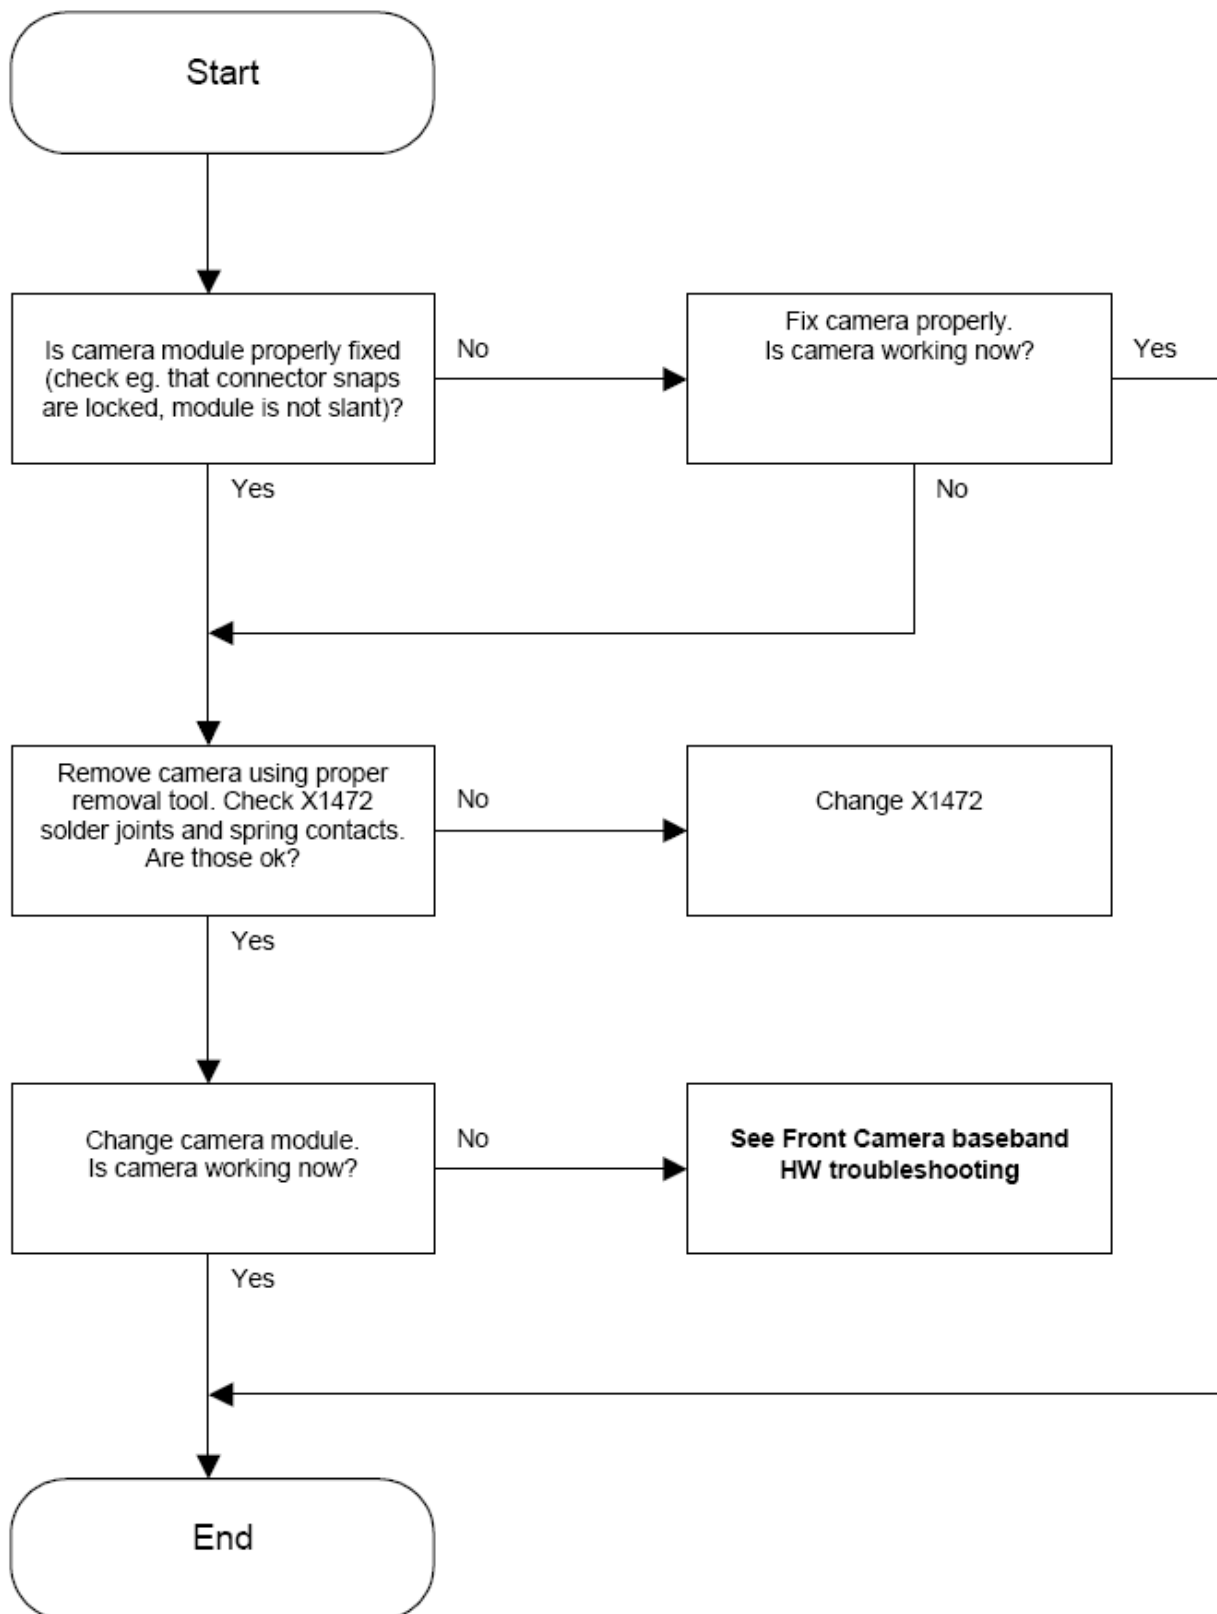 Start
Is camera module properly fixed
(check eg. that connector snaps
are locked, module is not slant)?
No
Fix camera properly.
Is camera working now?
Yes
Yes
No
Remove camera using proper
removal tool. Check X1472
solder joints and spring contacts.
Are those ok?
No
Change X1472
Yes
Change camera module.
Is camera working now?
No
See Front Camera baseband
HW troubleshooting
Yes
End